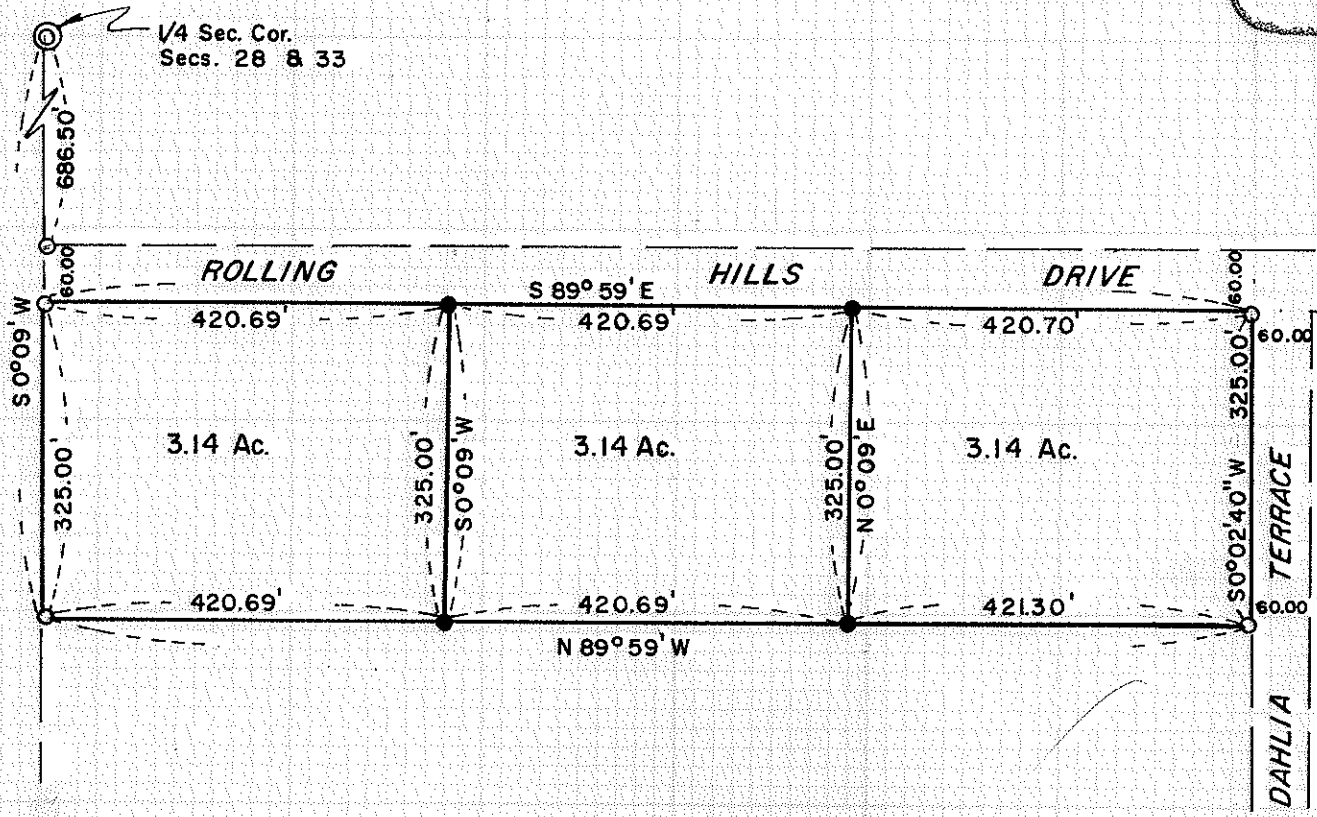 1/4 Sec. Cor.
Secs. 28 & 33
686.50'
60.00
ROLLING HILLS DRIVE
60.00
S 89° 59' E
420.69'
420.69'
420.70'
60.00
S 0° 09' W
325.00'
3.14 Ac.
325.00'
S 0° 09' W
3.14 Ac.
325.00'
N 0° 09' E
3.14 Ac.
325.00'
S 0° 02' 40" W
DAHLIA TERRACE
420.69'
420.69'
421.30'
60.00
N 89° 59' W